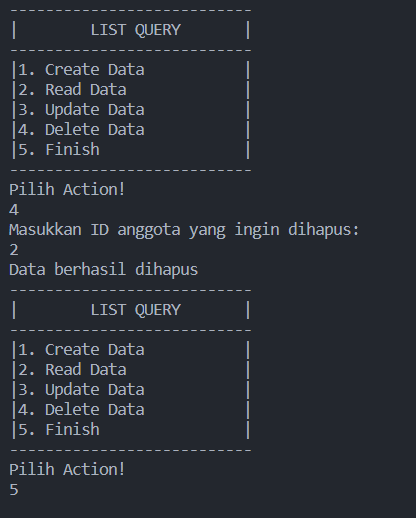 ---------------------------
|        LIST QUERY       |
---------------------------
|1. Create Data           |
|2. Read Data             |
|3. Update Data           |
|4. Delete Data           |
|5. Finish                |
---------------------------
Pilih Action!
4
Masukkan ID anggota yang ingin dihapus:
2
Data berhasil dihapus
---------------------------
|        LIST QUERY       |
---------------------------
|1. Create Data           |
|2. Read Data             |
|3. Update Data           |
|4. Delete Data           |
|5. Finish                |
---------------------------
Pilih Action!
5